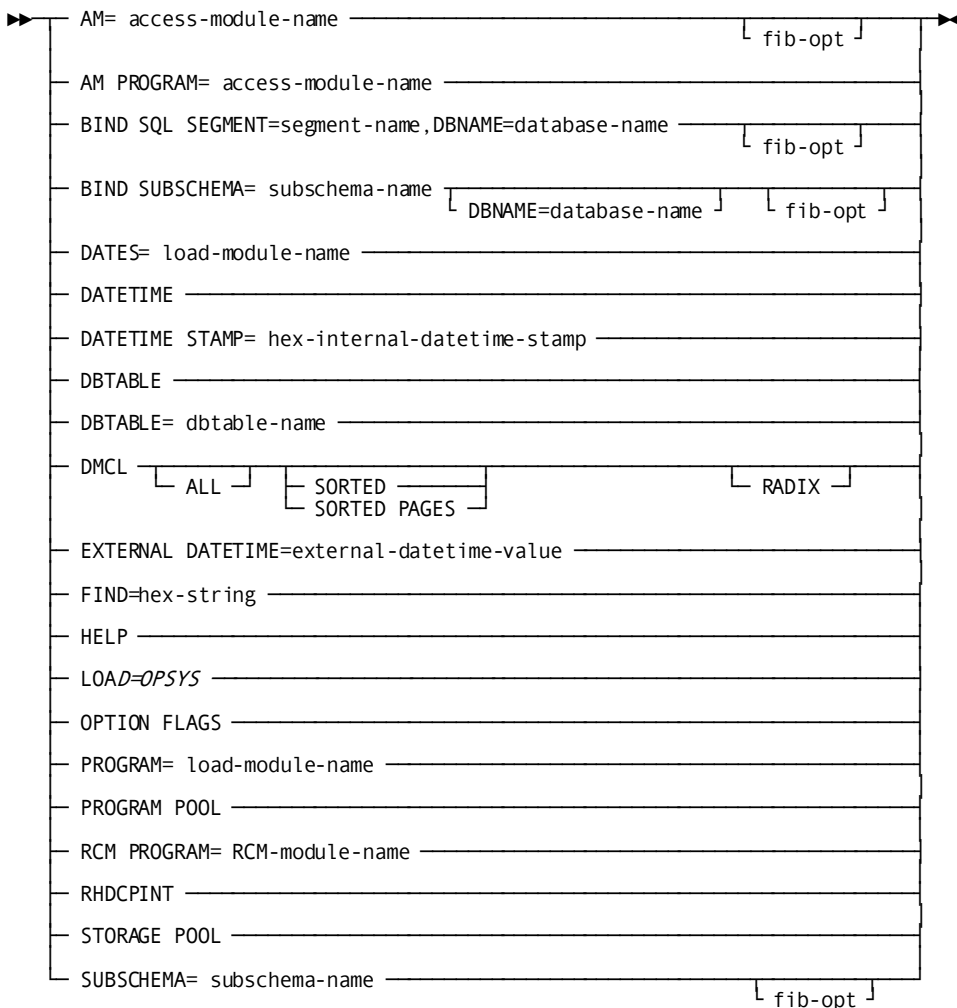 AM= access-module-name
fib-opt
AM PROGRAM= access-module-name
BIND SQL SEGMENT=segment-name,DBNAME=database-name
fib-opt
BIND SUBSCHEMA= subschema-name
DBNAME=database-name fib-opt
DATES= load-module-name
DATETIME
DATETIME STAMP= hex-internal-datetime-stamp
DBTABLE
DBTABLE= dbtable-name
DMCL
ALL SORTED RADIX
SORTED PAGES
EXTERNAL DATETIME=external-datetime-value
FIND=hex-string
HELP
LOAD=OPSYS
OPTION FLAGS
PROGRAM= load-module-name
PROGRAM POOL
RCM PROGRAM= RCM-module-name
RHDCPINT
STORAGE POOL
SUBSCHEMA= subschema-name
fib-opt